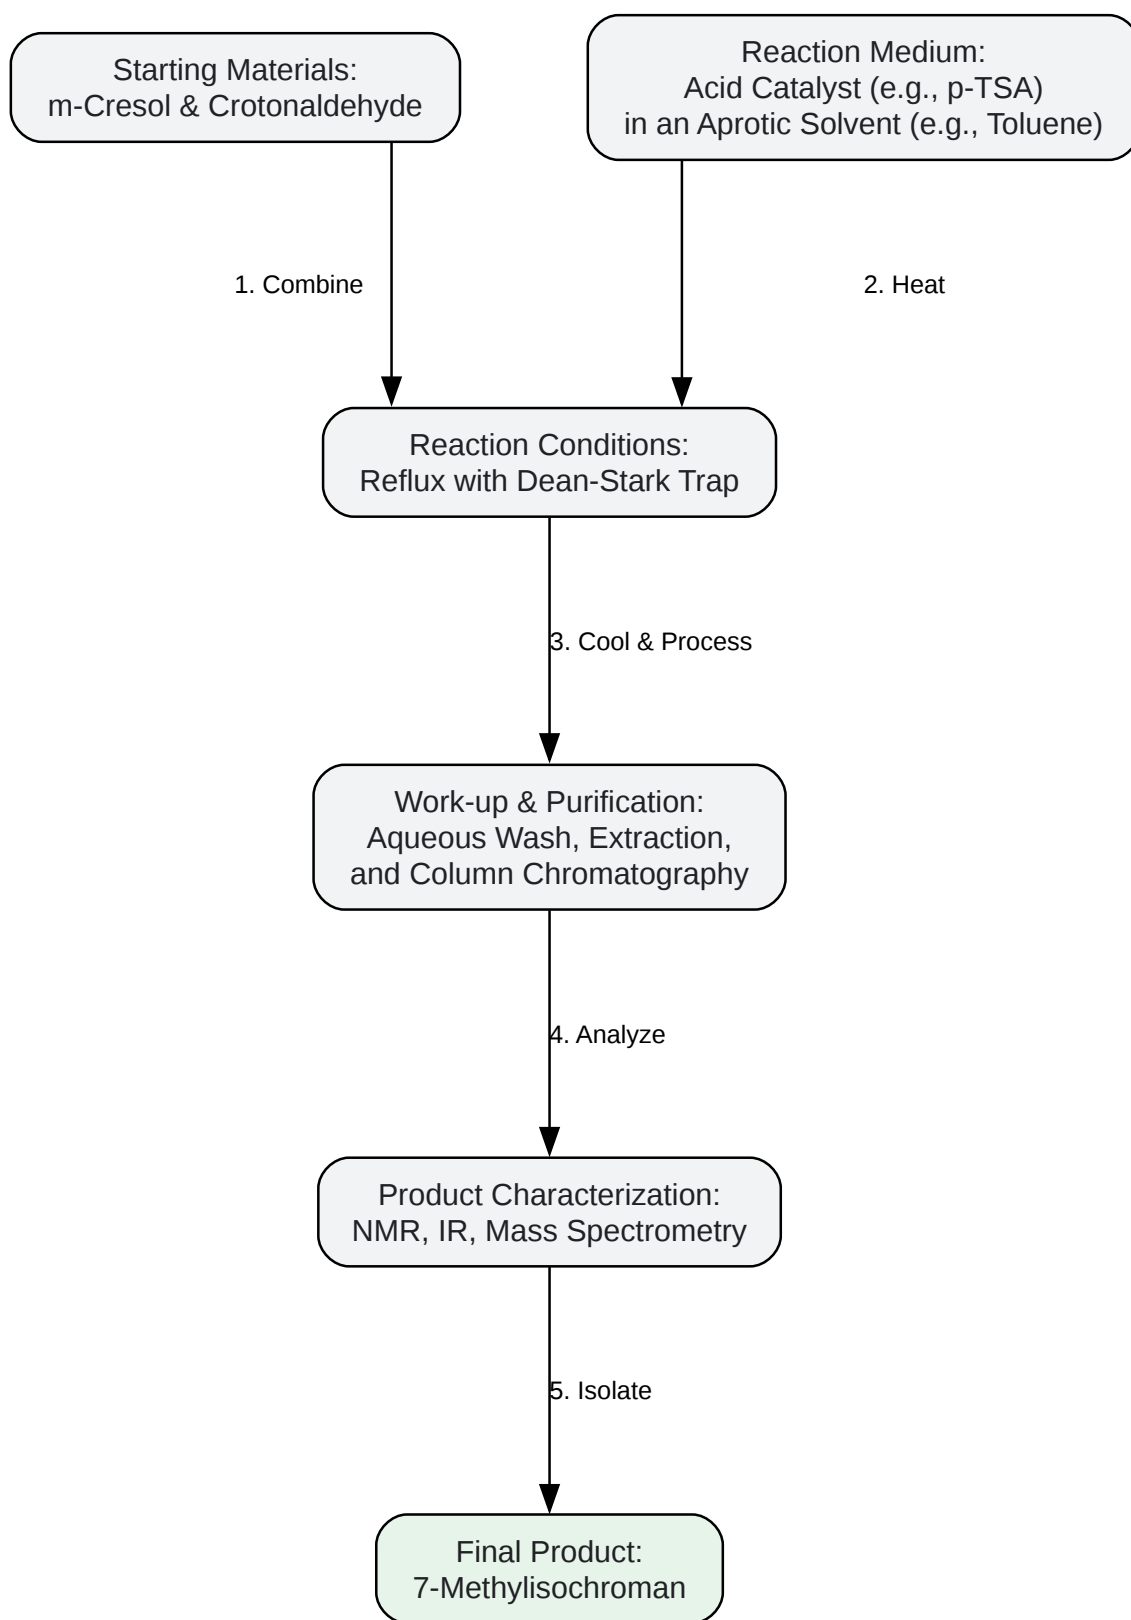 Starting Materials:
m-Cresol & Crotonaldehyde
Reaction Medium:
Acid Catalyst (e.g., p-TSA)
in an Aprotic Solvent (e.g., Toluene)
1. Combine
2. Heat
Reaction Conditions:
Reflux with Dean-Stark Trap
3. Cool & Process
Work-up & Purification:
Aqueous Wash, Extraction,
and Column Chromatography
4. Analyze
Product Characterization:
NMR, IR, Mass Spectrometry
5. Isolate
Final Product:
7-Methylisochroman